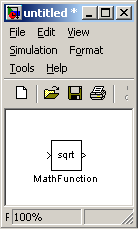 untitled *
File Edit View
Simulation Format
Tools Help
sqrt
MathFunction
F 100%